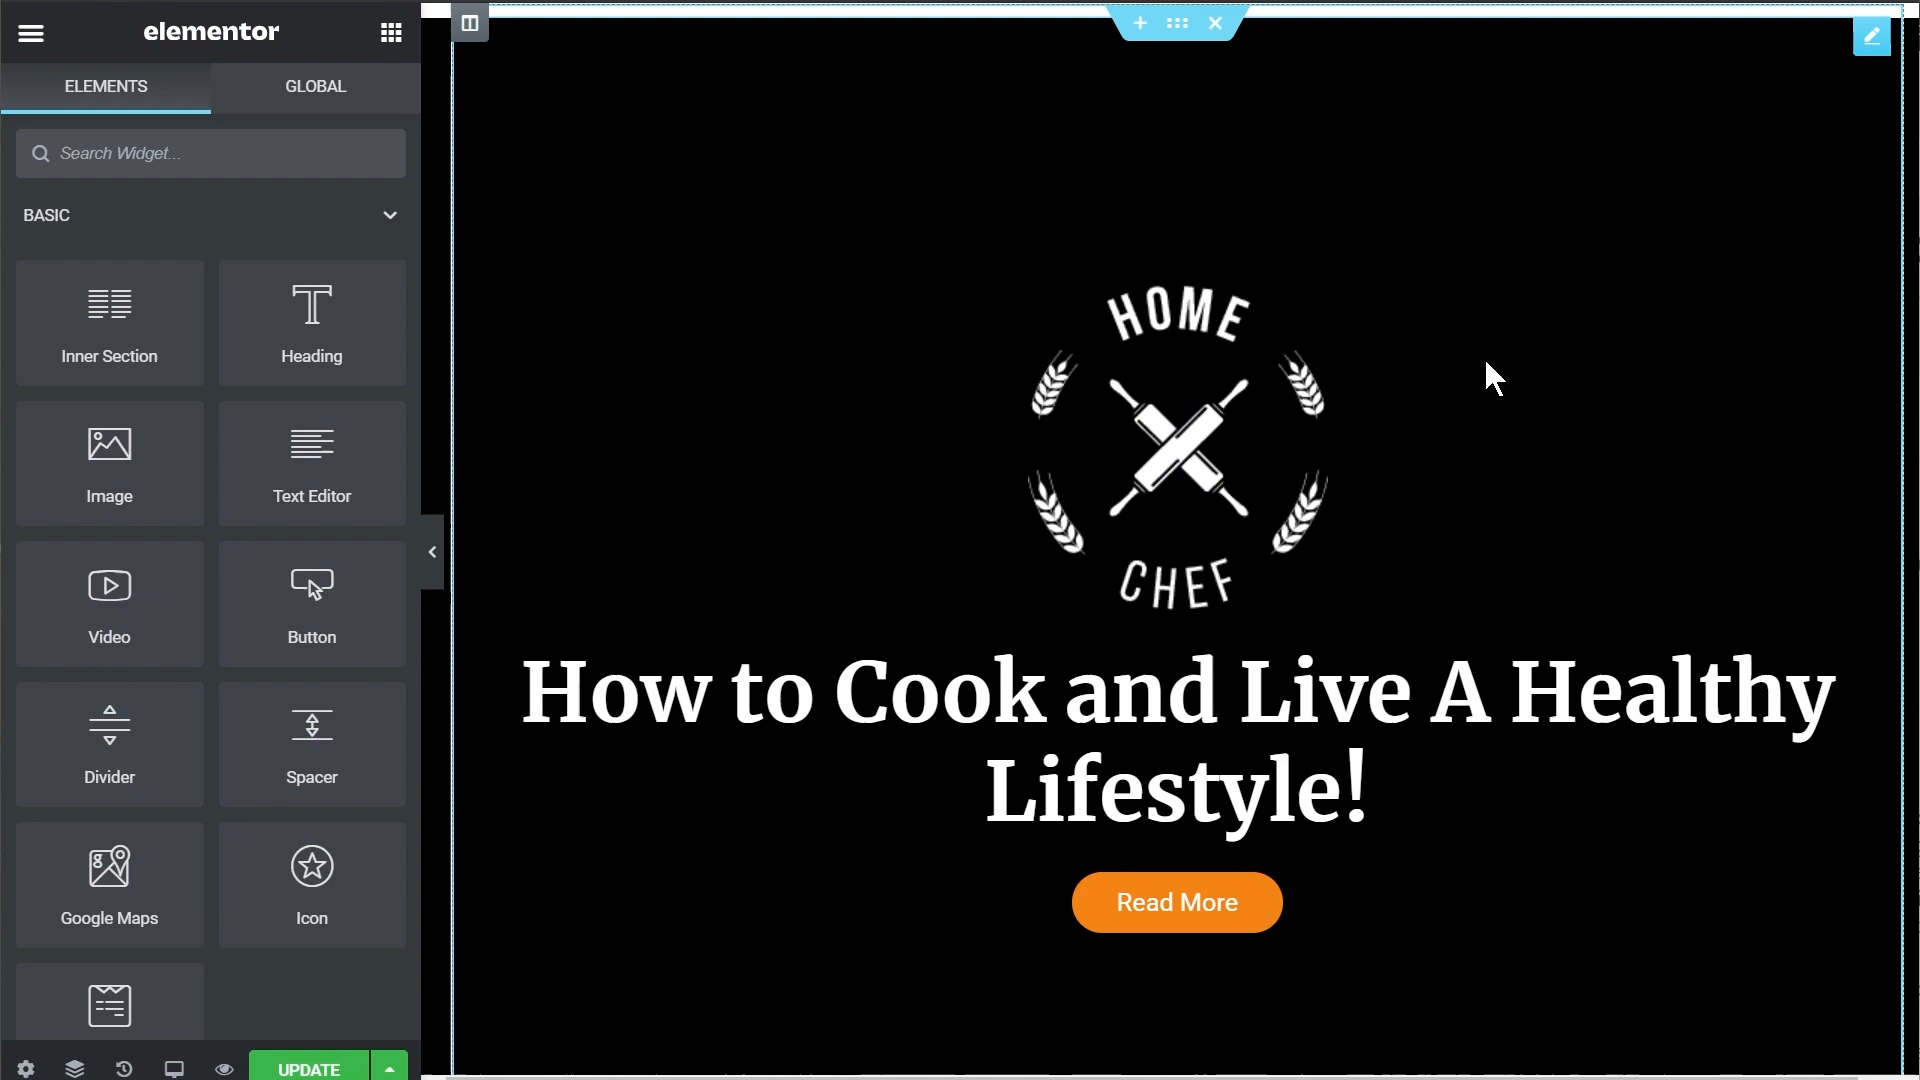 elementor
ELEMENTS
GLOBAL
Search Widget...
BASIC
Inner Section
Heading
Image
Text Editor
Video
Button
Divider
Spacer
Google Maps
Icon
UPDATE
HOME
CHEF
How to Cook and Live A Healthy
Lifestyle!
Read More